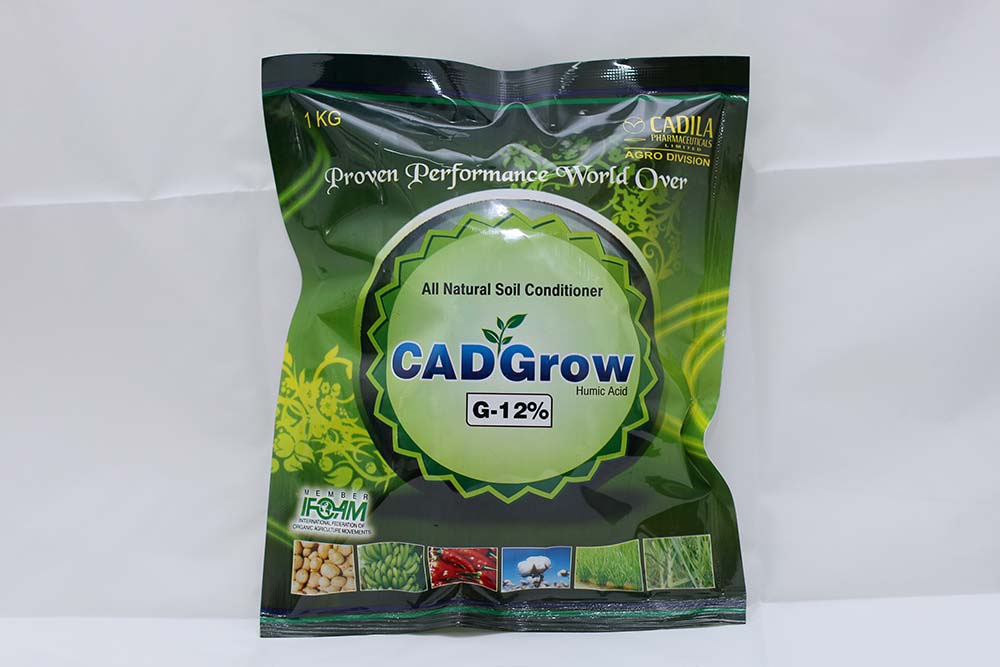 1 KG
CADILA
PHARMACEUTICALS
LIMITED
AGRO DIVISION
Proven Performance World Over
All Natural Soil Conditioner
CADGrow
Humic Acid
G-12%
MEMBER
IFOAM
INTERNATIONAL FEDERATION OF
ORGANIC AGRICULTURE MOVEMENTS